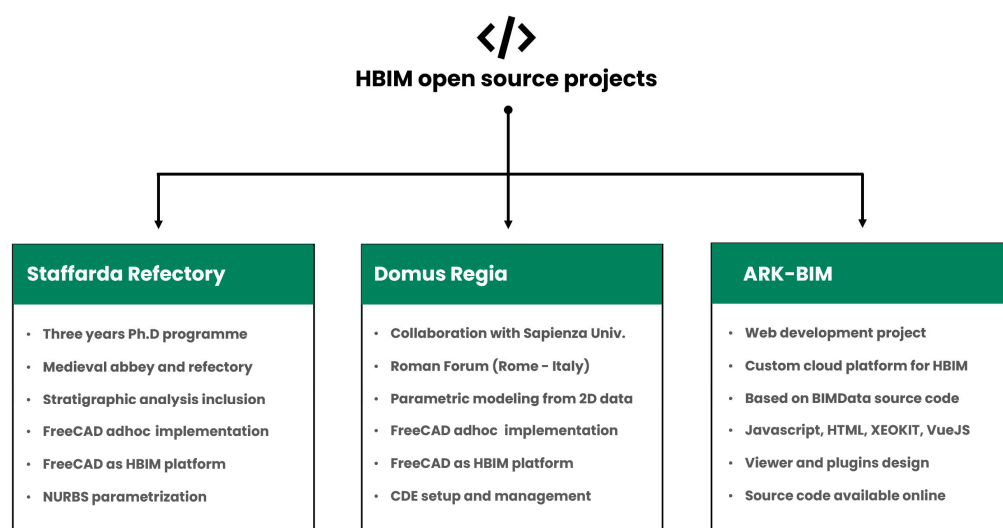 </>
HBIM open source projects
Staffarda Refectory
• Three years Ph.D programme
• Medieval abbey and refectory
• Stratigraphic analysis inclusion
• FreeCAD adhoc implementation
• FreeCAD as HBIM platform
• NURBS parametrization
Domus Regia
• Collaboration with Sapienza Univ.
• Roman Forum (Rome - Italy)
• Parametric modeling from 2D data
• FreeCAD adhoc implementation
• FreeCAD as HBIM platform
• CDE setup and management
ARK-BIM
• Web development project
• Custom cloud platform for HBIM
• Based on BIMData source code
• Javascript, HTML, XEOKIT, VueJS
• Viewer and plugins design
• Source code available online